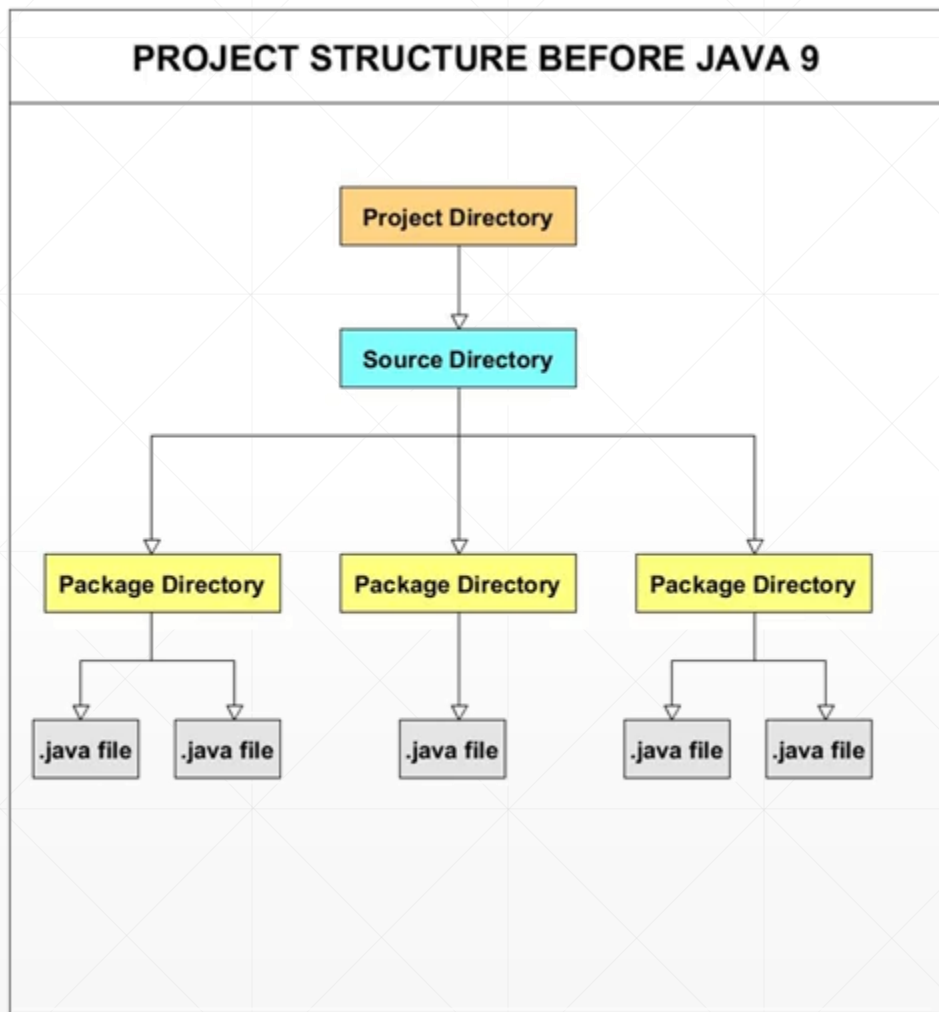 PROJECT STRUCTURE BEFORE JAVA 9
Project Directory
Source Directory
Package Directory
Package Directory
Package Directory
.java file
.java file
.java file
.java file
.java file